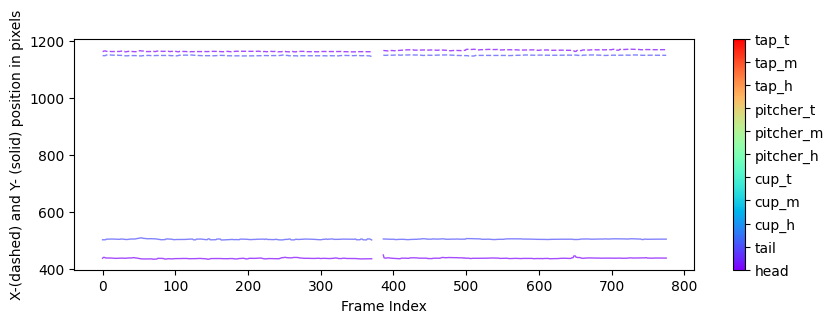 X-(dashed) and Y- (solid) position in pixels
1200
1000
800
600
400
0
100
200
300
400
500
600
700
800
Frame Index
tap_t
tap_m
tap_h
pitcher_t
pitcher_m
pitcher_h
cup_t
cup_m
cup_h
tail
head